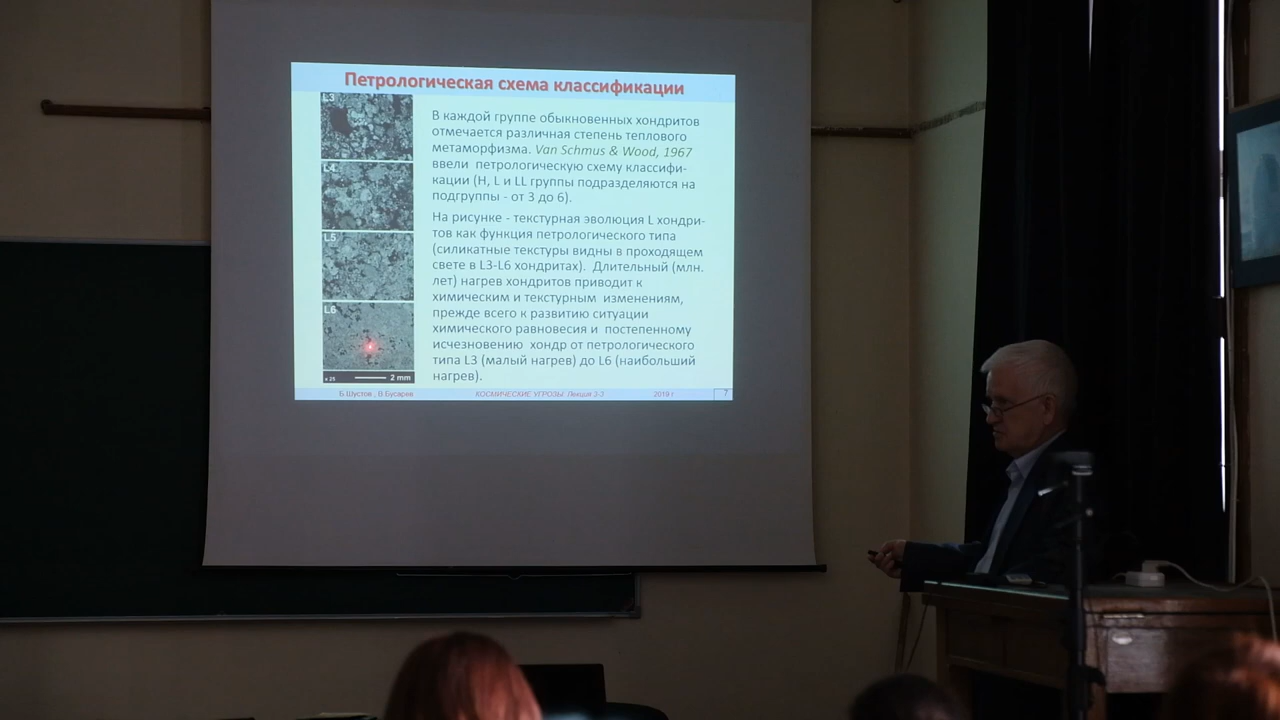 Петрологическая схема классификации
L3
L4
L5
L6
x 25
2 mm
В каждой группе обыкновенных хондритов
отмечается различная степень теплового
метаморфизма. Van Schmus & Wood, 1967
ввели петрологическую схему классифи-
кации (H, L и LL группы подразделяются на
подгруппы - от 3 до 6).
На рисунке - текстурная эволюция L хондри-
тов как функция петрологического типа
(силикатные текстуры видны в проходящем
свете в L3-L6 хондритах). Длительный (млн.
лет) нагрев хондритов приводит к
химическим и текстурным изменениям,
прежде всего к развитию ситуации
химического равновесия и постепенному
исчезновению хондр от петрологического
типа L3 (малый нагрев) до L6 (наибольший
нагрев).
Б.Шустов, В.Бусарев
КОСМИЧЕСКИЕ УГРОЗЫ: Лекция 3-3
2019 г.
7